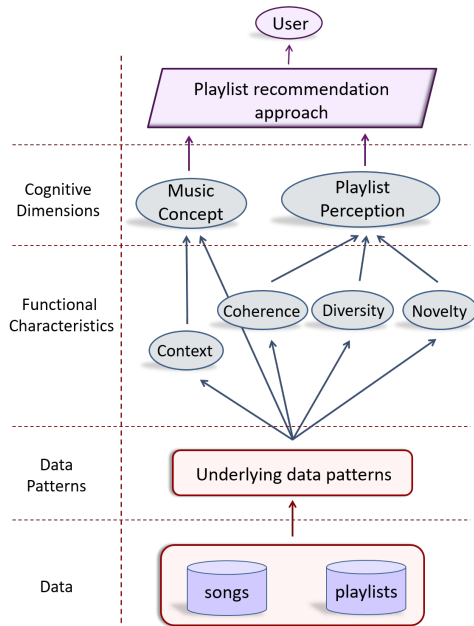 User
Playlist recommendation
approach
Cognitive
Dimensions
Music
Concept
Playlist
Perception
Functional
Characteristics
Coherence
Diversity
Novelty
Context
Data
Patterns
Underlying data patterns
Data
songs
playlists